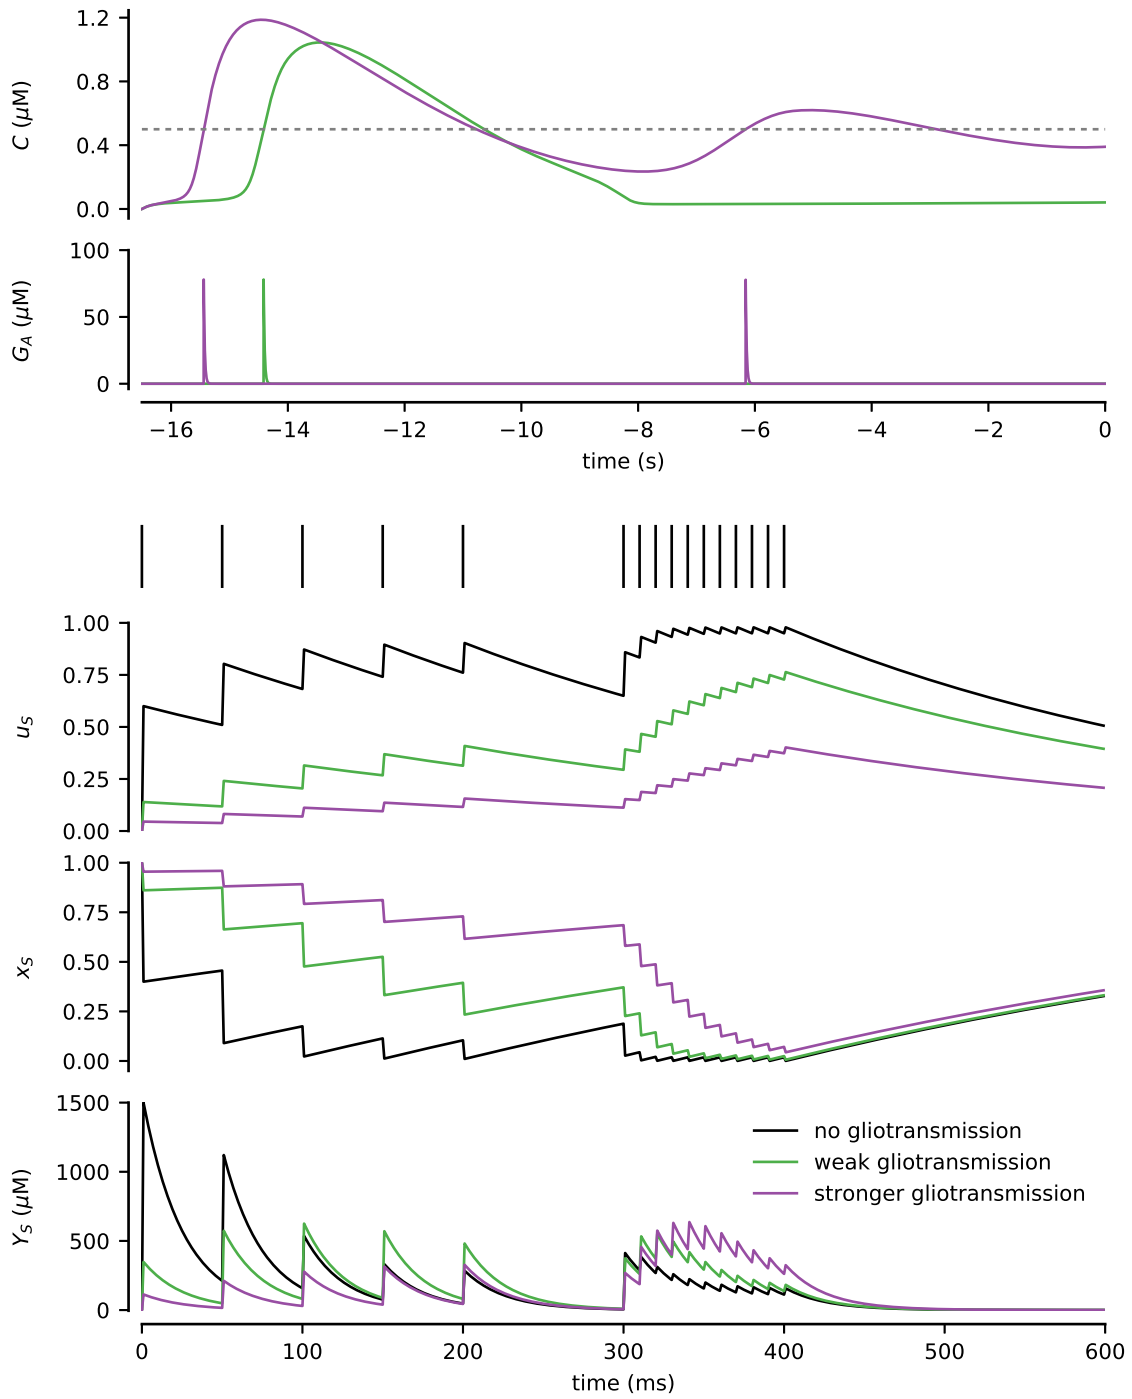 1.2
0.8
0.4
0.0
C (μM)
100
50
0
G_A (μM)
−16 −14 −12 −10 −8 −6 −4 −2 0
time (s)
1.00
0.75
0.50
0.25
0.00
u_S
1.00
0.75
0.50
0.25
0.00
x_S
1500
1000
500
0
Y_S (μM)
no gliotransmission
weak gliotransmission
stronger gliotransmission
0 100 200 300 400 500 600
time (ms)